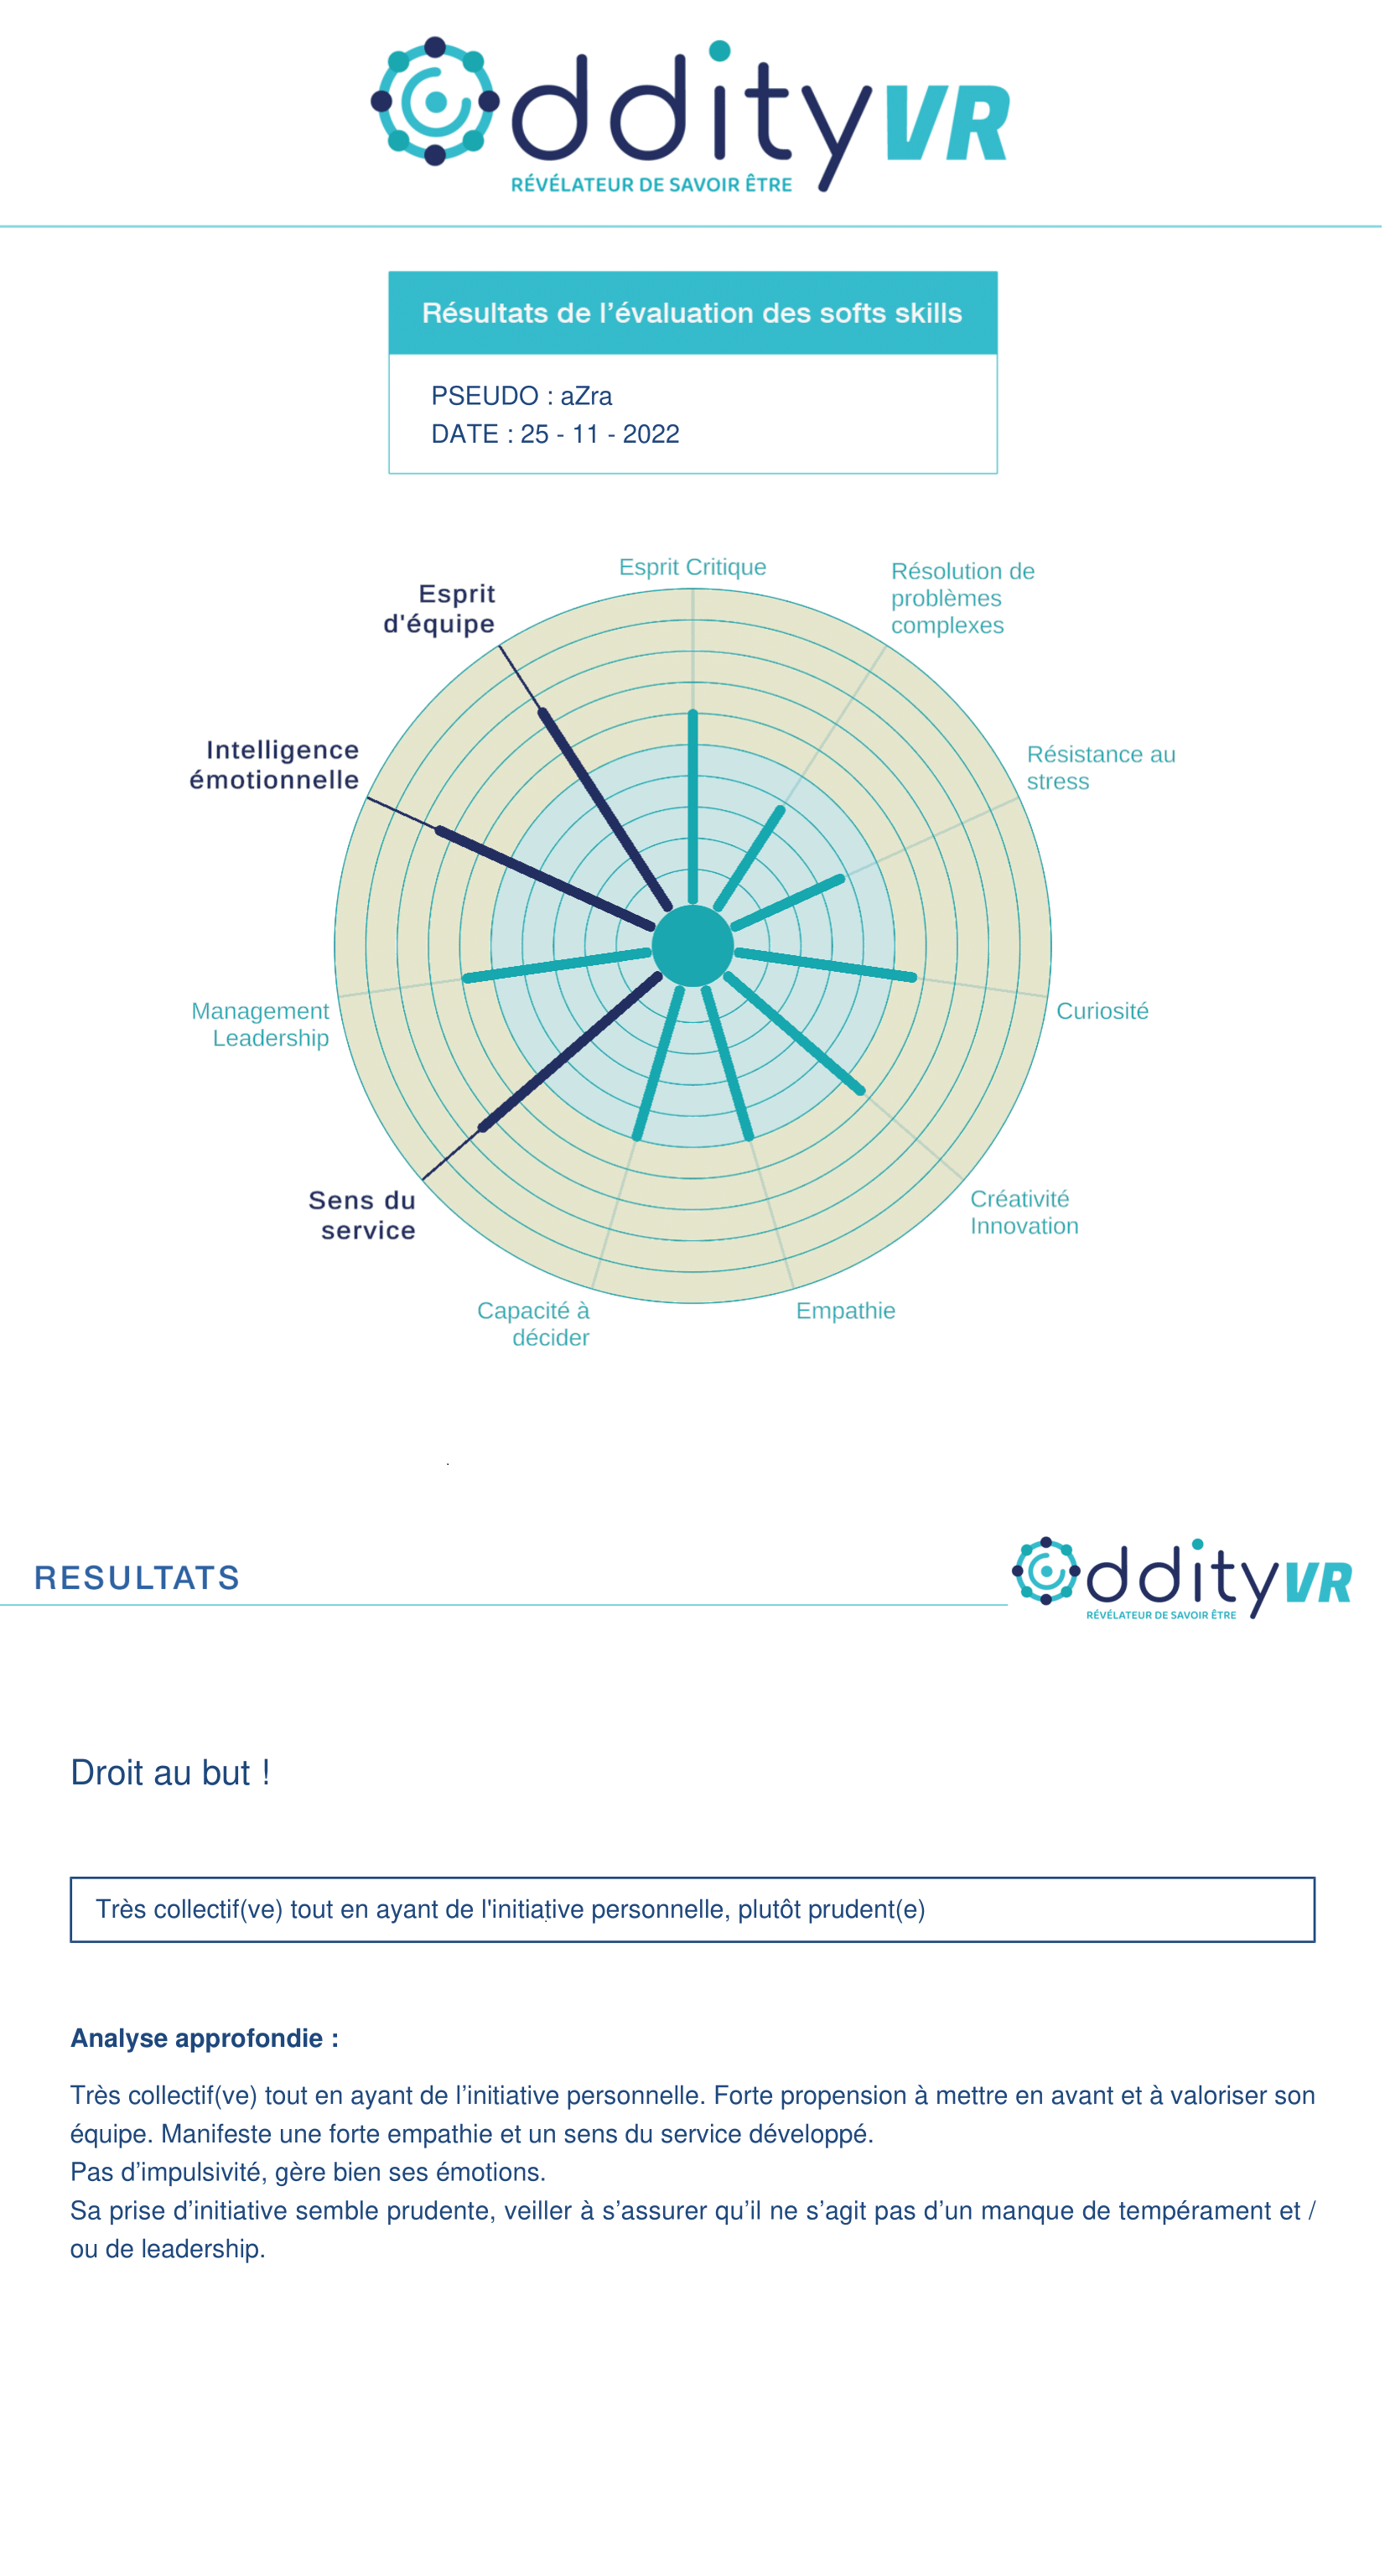 ddityVR
RÉVÉLATEUR DE SAVOIR ÊTRE
Résultats de l’évaluation des softs skills
PSEUDO : aZra
DATE : 25 - 11 - 2022
Esprit Critique
Résolution de
problèmes
complexes
Esprit
d'équipe
Intelligence
émotionnelle
Résistance au
stress
Management
Leadership
Curiosité
Sens du
service
Créativité
Innovation
Capacité à
décider
Empathie
RESULTATS
ddityVR
RÉVÉLATEUR DE SAVOIR ÊTRE
Droit au but !
Très collectif(ve) tout en ayant de l'initiative personnelle, plutôt prudent(e)
Analyse approfondie :
Très collectif(ve) tout en ayant de l’initiative personnelle. Forte propension à mettre en avant et à valoriser son
équipe. Manifeste une forte empathie et un sens du service développé.
Pas d’impulsivité, gère bien ses émotions.
Sa prise d’initiative semble prudente, veiller à s’assurer qu’il ne s’agit pas d’un manque de tempérament et /
ou de leadership.